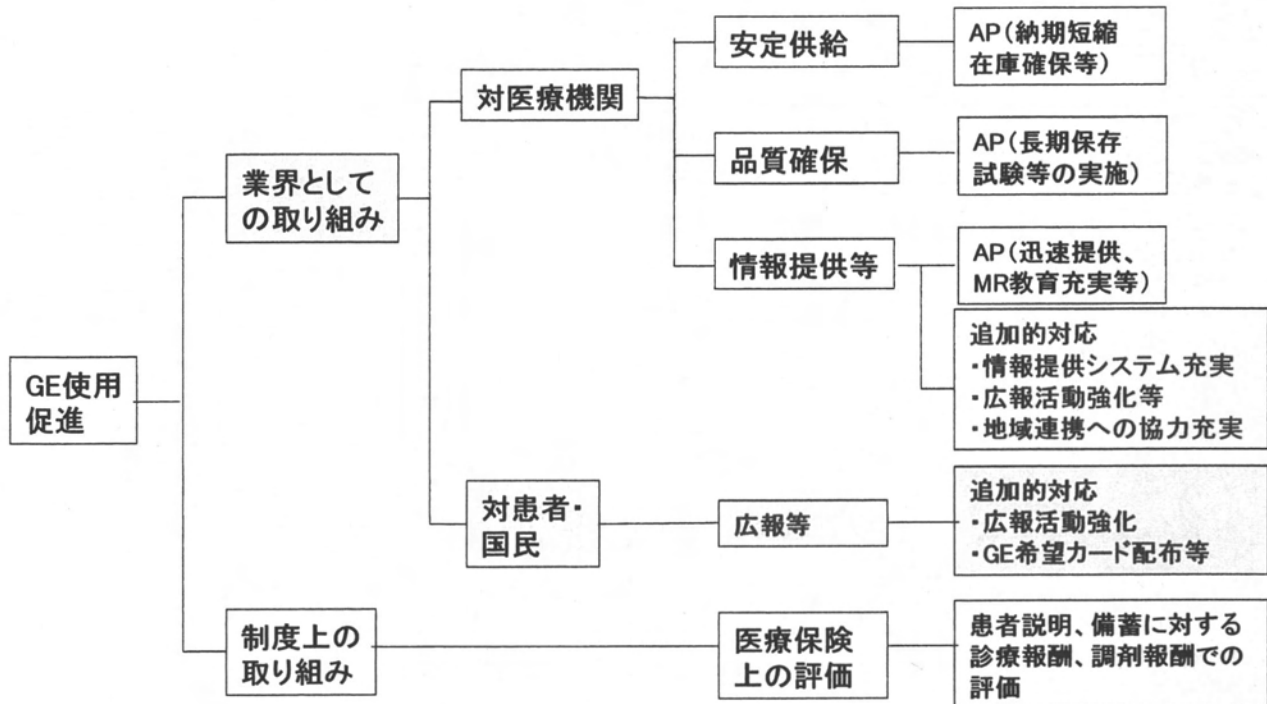 GE使用
促進
業界として
の取り組み
対医療機関
安定供給
AP(納期短縮
在庫確保等)
品質確保
AP(長期保存
試験等の実施)
情報提供等
AP(迅速提供、
MR教育充実等)
追加的対応
・情報提供システム充実
・広報活動強化等
・地域連携への協力充実
対患者・
国民
広報等
追加的対応
・広報活動強化
・GE希望カード配布等
制度上の
取り組み
医療保険
上の評価
患者説明、備蓄に対する
診療報酬、調剤報酬での
評価